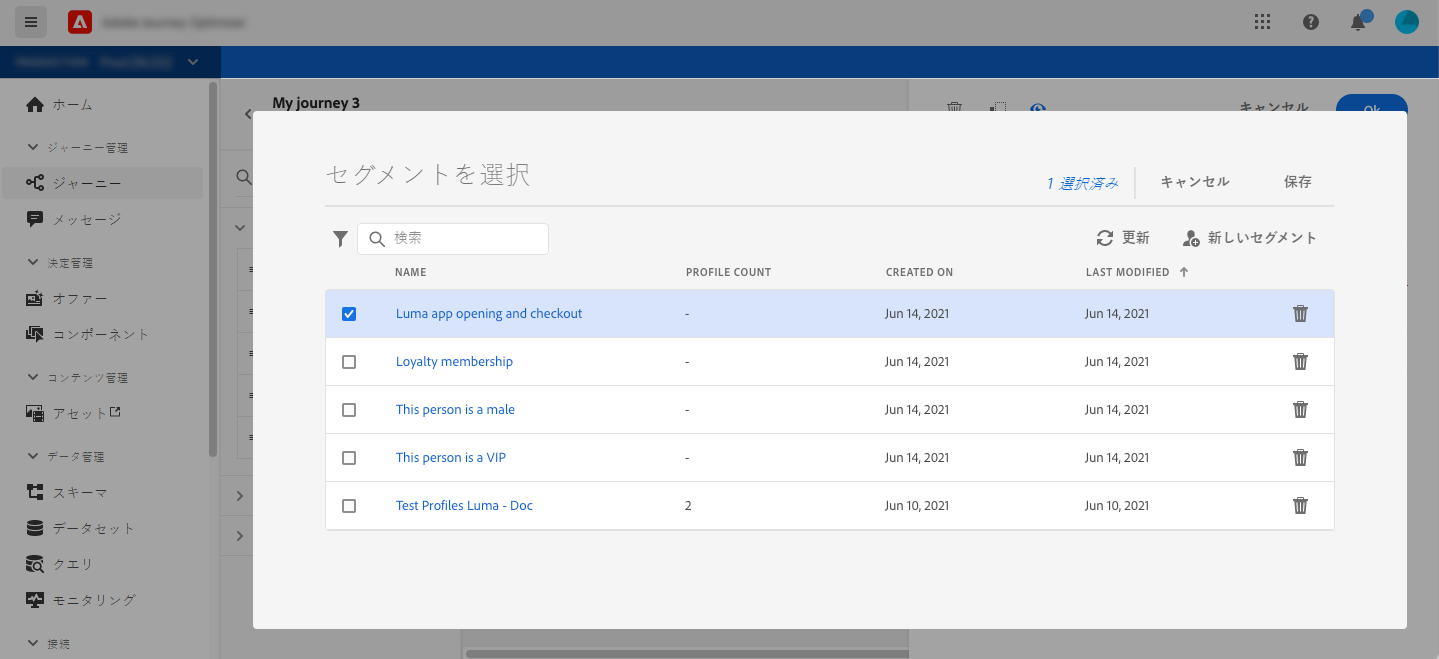 My journey 3
キャンセル
Ok
ホーム
ジャーニー管理
ジャーニー
メッセージ
決定管理
オファー
コンポーネント
コンテンツ管理
アセット
データ管理
スキーマ
データセット
クエリ
モニタリング
接続
セグメントを選択
1 選択済み
キャンセル
保存
検索
更新
新しいセグメント
NAME PROFILE COUNT CREATED ON LAST MODIFIED
Luma app opening and checkout - Jun 14, 2021 Jun 14, 2021
Loyalty membership - Jun 14, 2021 Jun 14, 2021
This person is a male - Jun 14, 2021 Jun 14, 2021
This person is a VIP - Jun 14, 2021 Jun 14, 2021
Test Profiles Luma - Doc 2 Jun 10, 2021 Jun 10, 2021